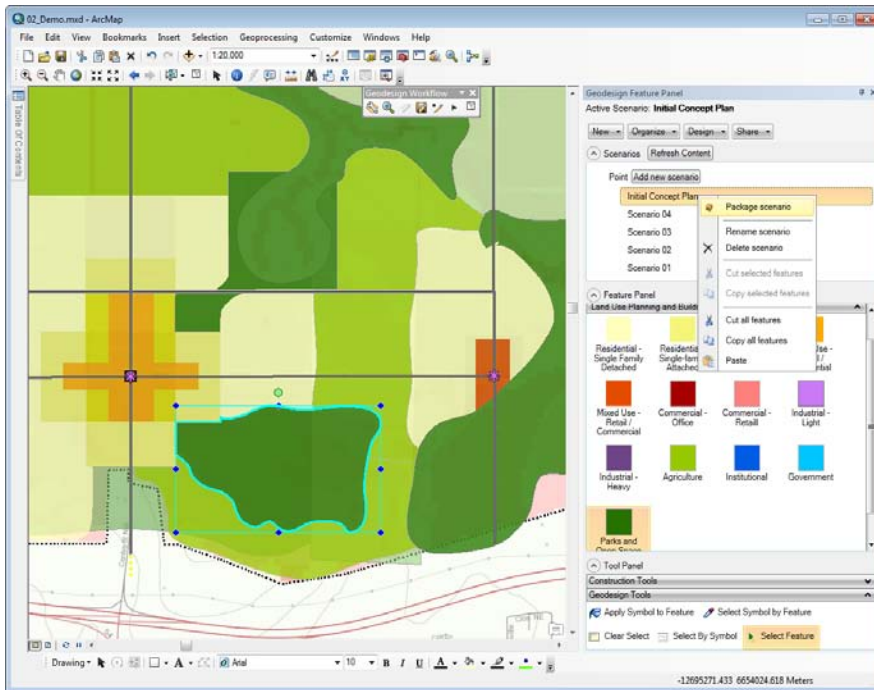 02_Demo.mxd - ArcMap
File Edit View Bookmarks Insert Selection Geoprocessing Customize Windows Help
1:20,000
Table Of Contents
Geodesign Workflow
Geodesign Feature Panel
Active Scenario: Initial Concept Plan
New Organize Design Share
Scenarios Refresh Content
Point Add new scenario
Initial Concept Plan
Scenario 04
Scenario 03
Scenario 02
Scenario 01
Package scenario
Rename scenario
Delete scenario
Cut selected features
Copy selected features
Cut all features
Copy all features
Paste
Feature Panel
Land Use Planning and
Residential - Single Family Detached
Attached
Mixed Use - Retail / Commercial
Commercial - Office
Commercial - Retaill
Industrial - Light
Industrial - Heavy
Agriculture
Institutional
Government
Parks and Open Space
Tool Panel
Construction Tools
Geodesign Tools
Apply Symbol to Feature Select Symbol by Feature
Clear Select Select By Symbol Select Feature
Drawing A Arial 10 B I U A
-12695271.433 6654024.618 Meters